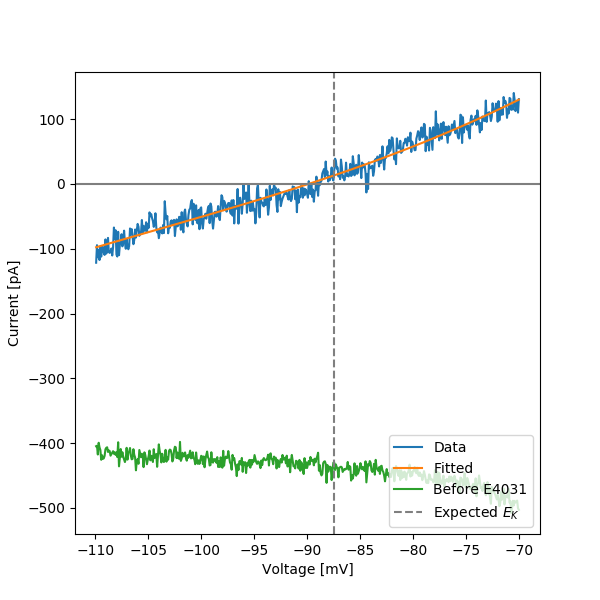 100
0
−100
−200
−300
−400
−500
Current [pA]
Data
Fitted
Before E4031
Expected E_K
−110 −105 −100 −95 −90 −85 −80 −75 −70
Voltage [mV]